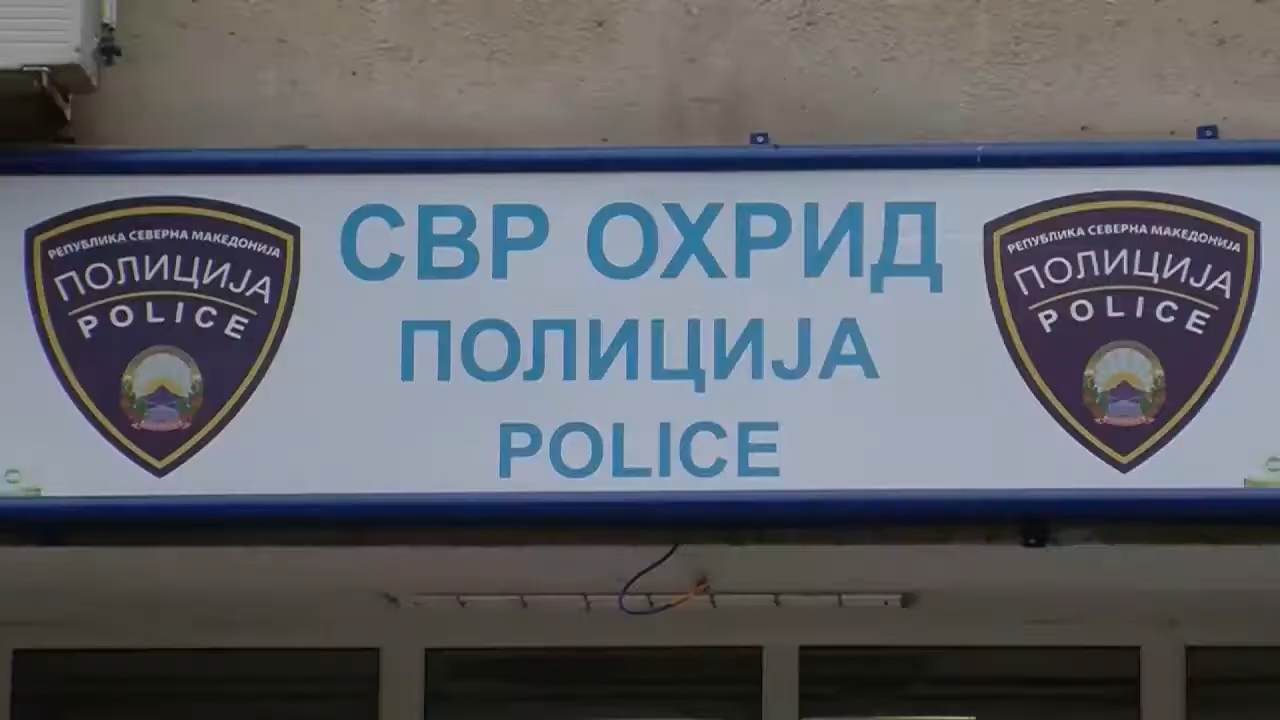 РЕПУБЛИКА СЕВЕРНА МАКЕДОНИЈА
ПОЛИЦИЈА
POLICE
СВР ОХРИД
ПОЛИЦИЈА
POLICE
РЕПУБЛИКА СЕВЕРНА МАКЕДОНИЈА
ПОЛИЦИЈА
POLICE